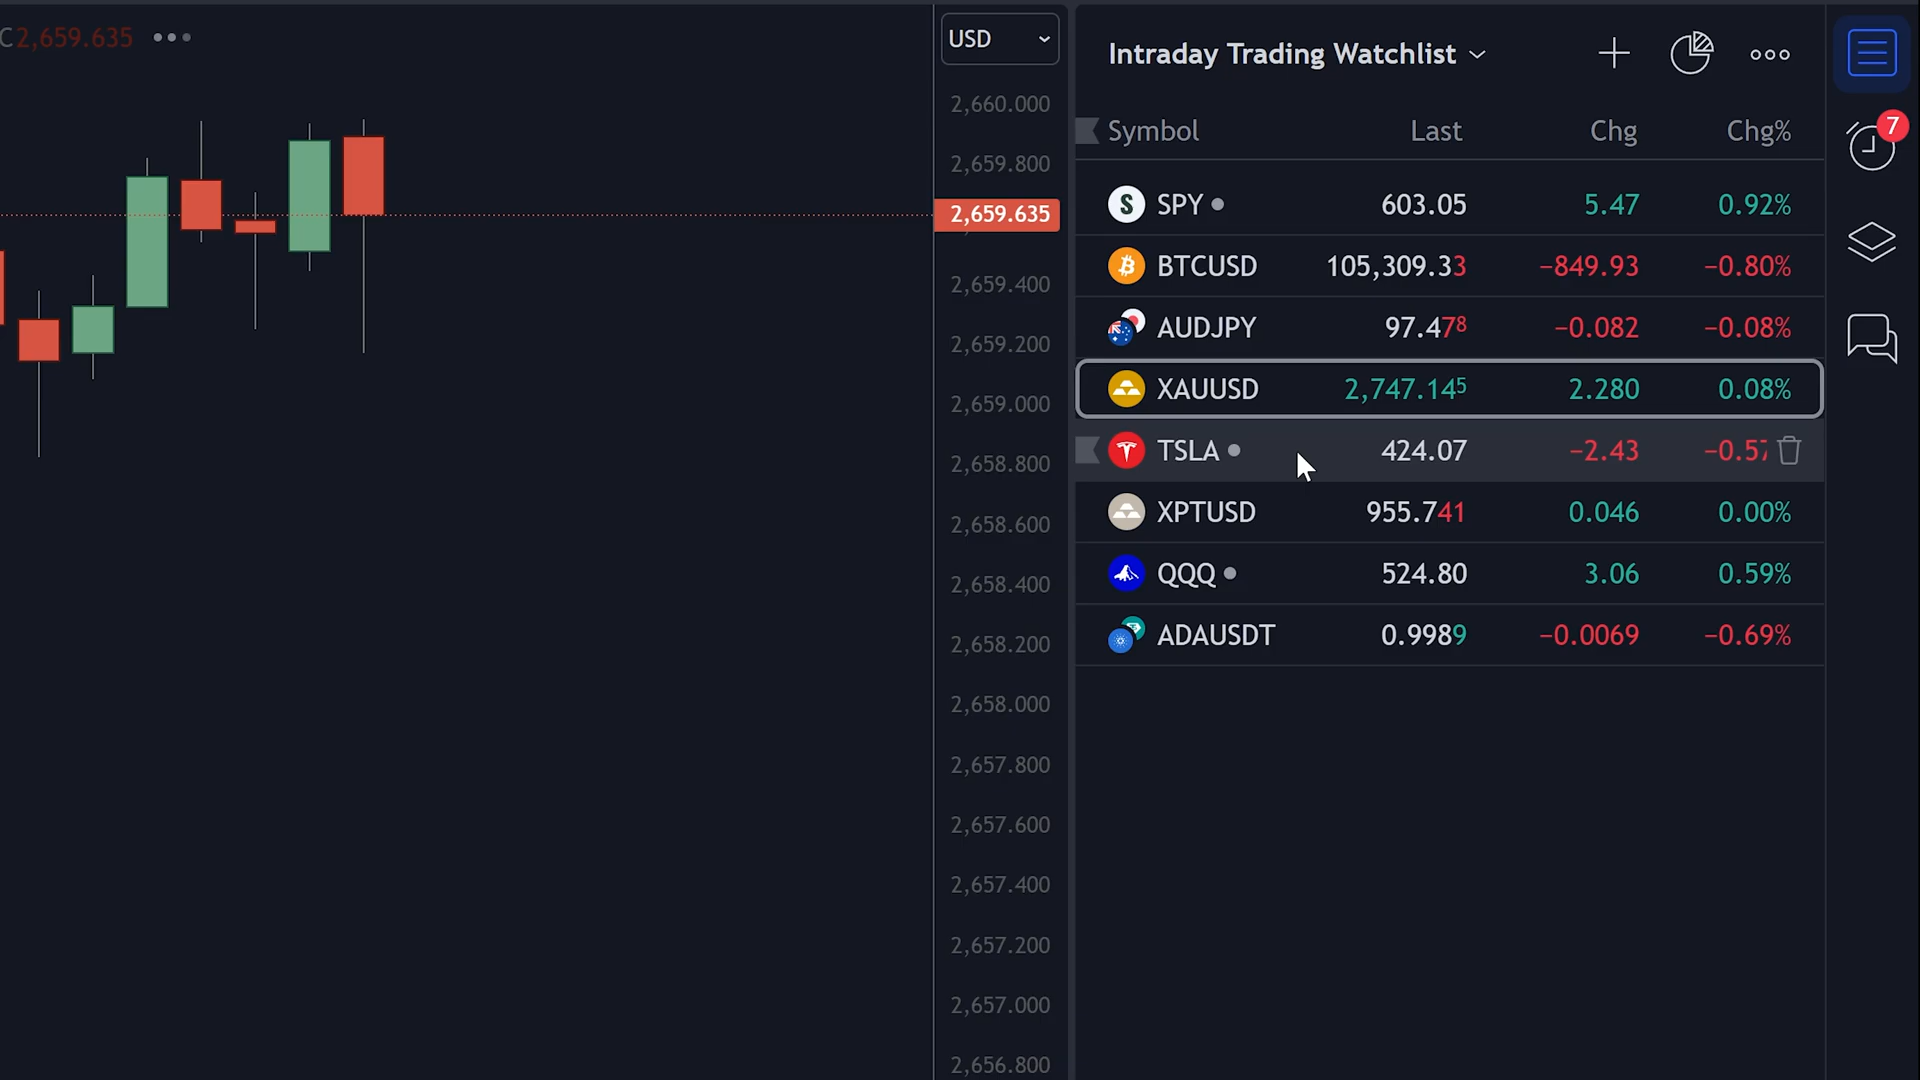 C2,659.635
USD
2,660.000
2,659.800
2,659.635
2,659.400
2,659.200
2,659.000
2,658.800
2,658.600
2,658.400
2,658.200
2,658.000
2,657.800
2,657.600
2,657.400
2,657.200
2,657.000
2,656.800
Intraday Trading Watchlist
Symbol Last Chg Chg%
SPY 603.05 5.47 0.92%
BTCUSD 105,309.33 −849.93 −0.80%
AUDJPY 97.478 −0.082 −0.08%
XAUUSD 2,747.145 2.280 0.08%
TSLA 424.07 −2.43 −0.57
XPTUSD 955.741 0.046 0.00%
QQQ 524.80 3.06 0.59%
ADAUSDT 0.9989 −0.0069 −0.69%
7